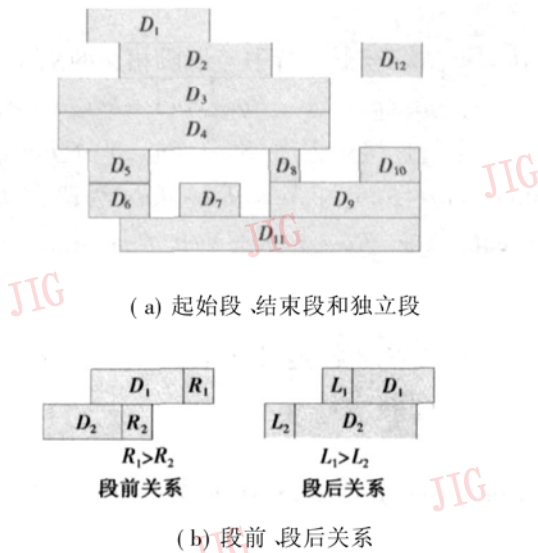 D₁
D₂ D₁₂
D₃
D₄
D₅ D₈ D₁₀
D₆ D₇ D₉
D₁₁
JIG
JIG
JIG
(a) 起始段、结束段和独立段
D₁ R₁ L₁ D₁
D₂ R₂ L₂ D₂
R₁>R₂ L₁>L₂
段前关系 段后关系
JIG
(b) 段前、段后关系
JIG